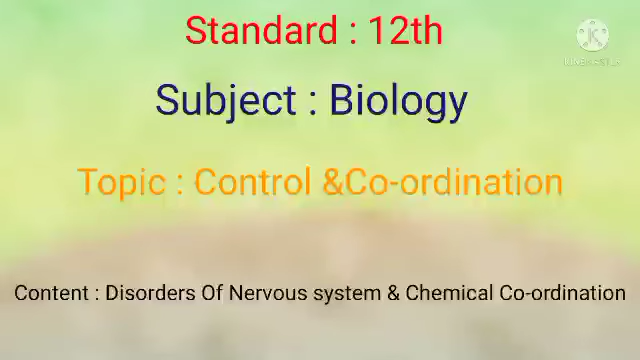 Standard : 12th
Subject : Biology
Topic : Control &Co-ordination
Content : Disorders Of Nervous system & Chemical Co-ordination